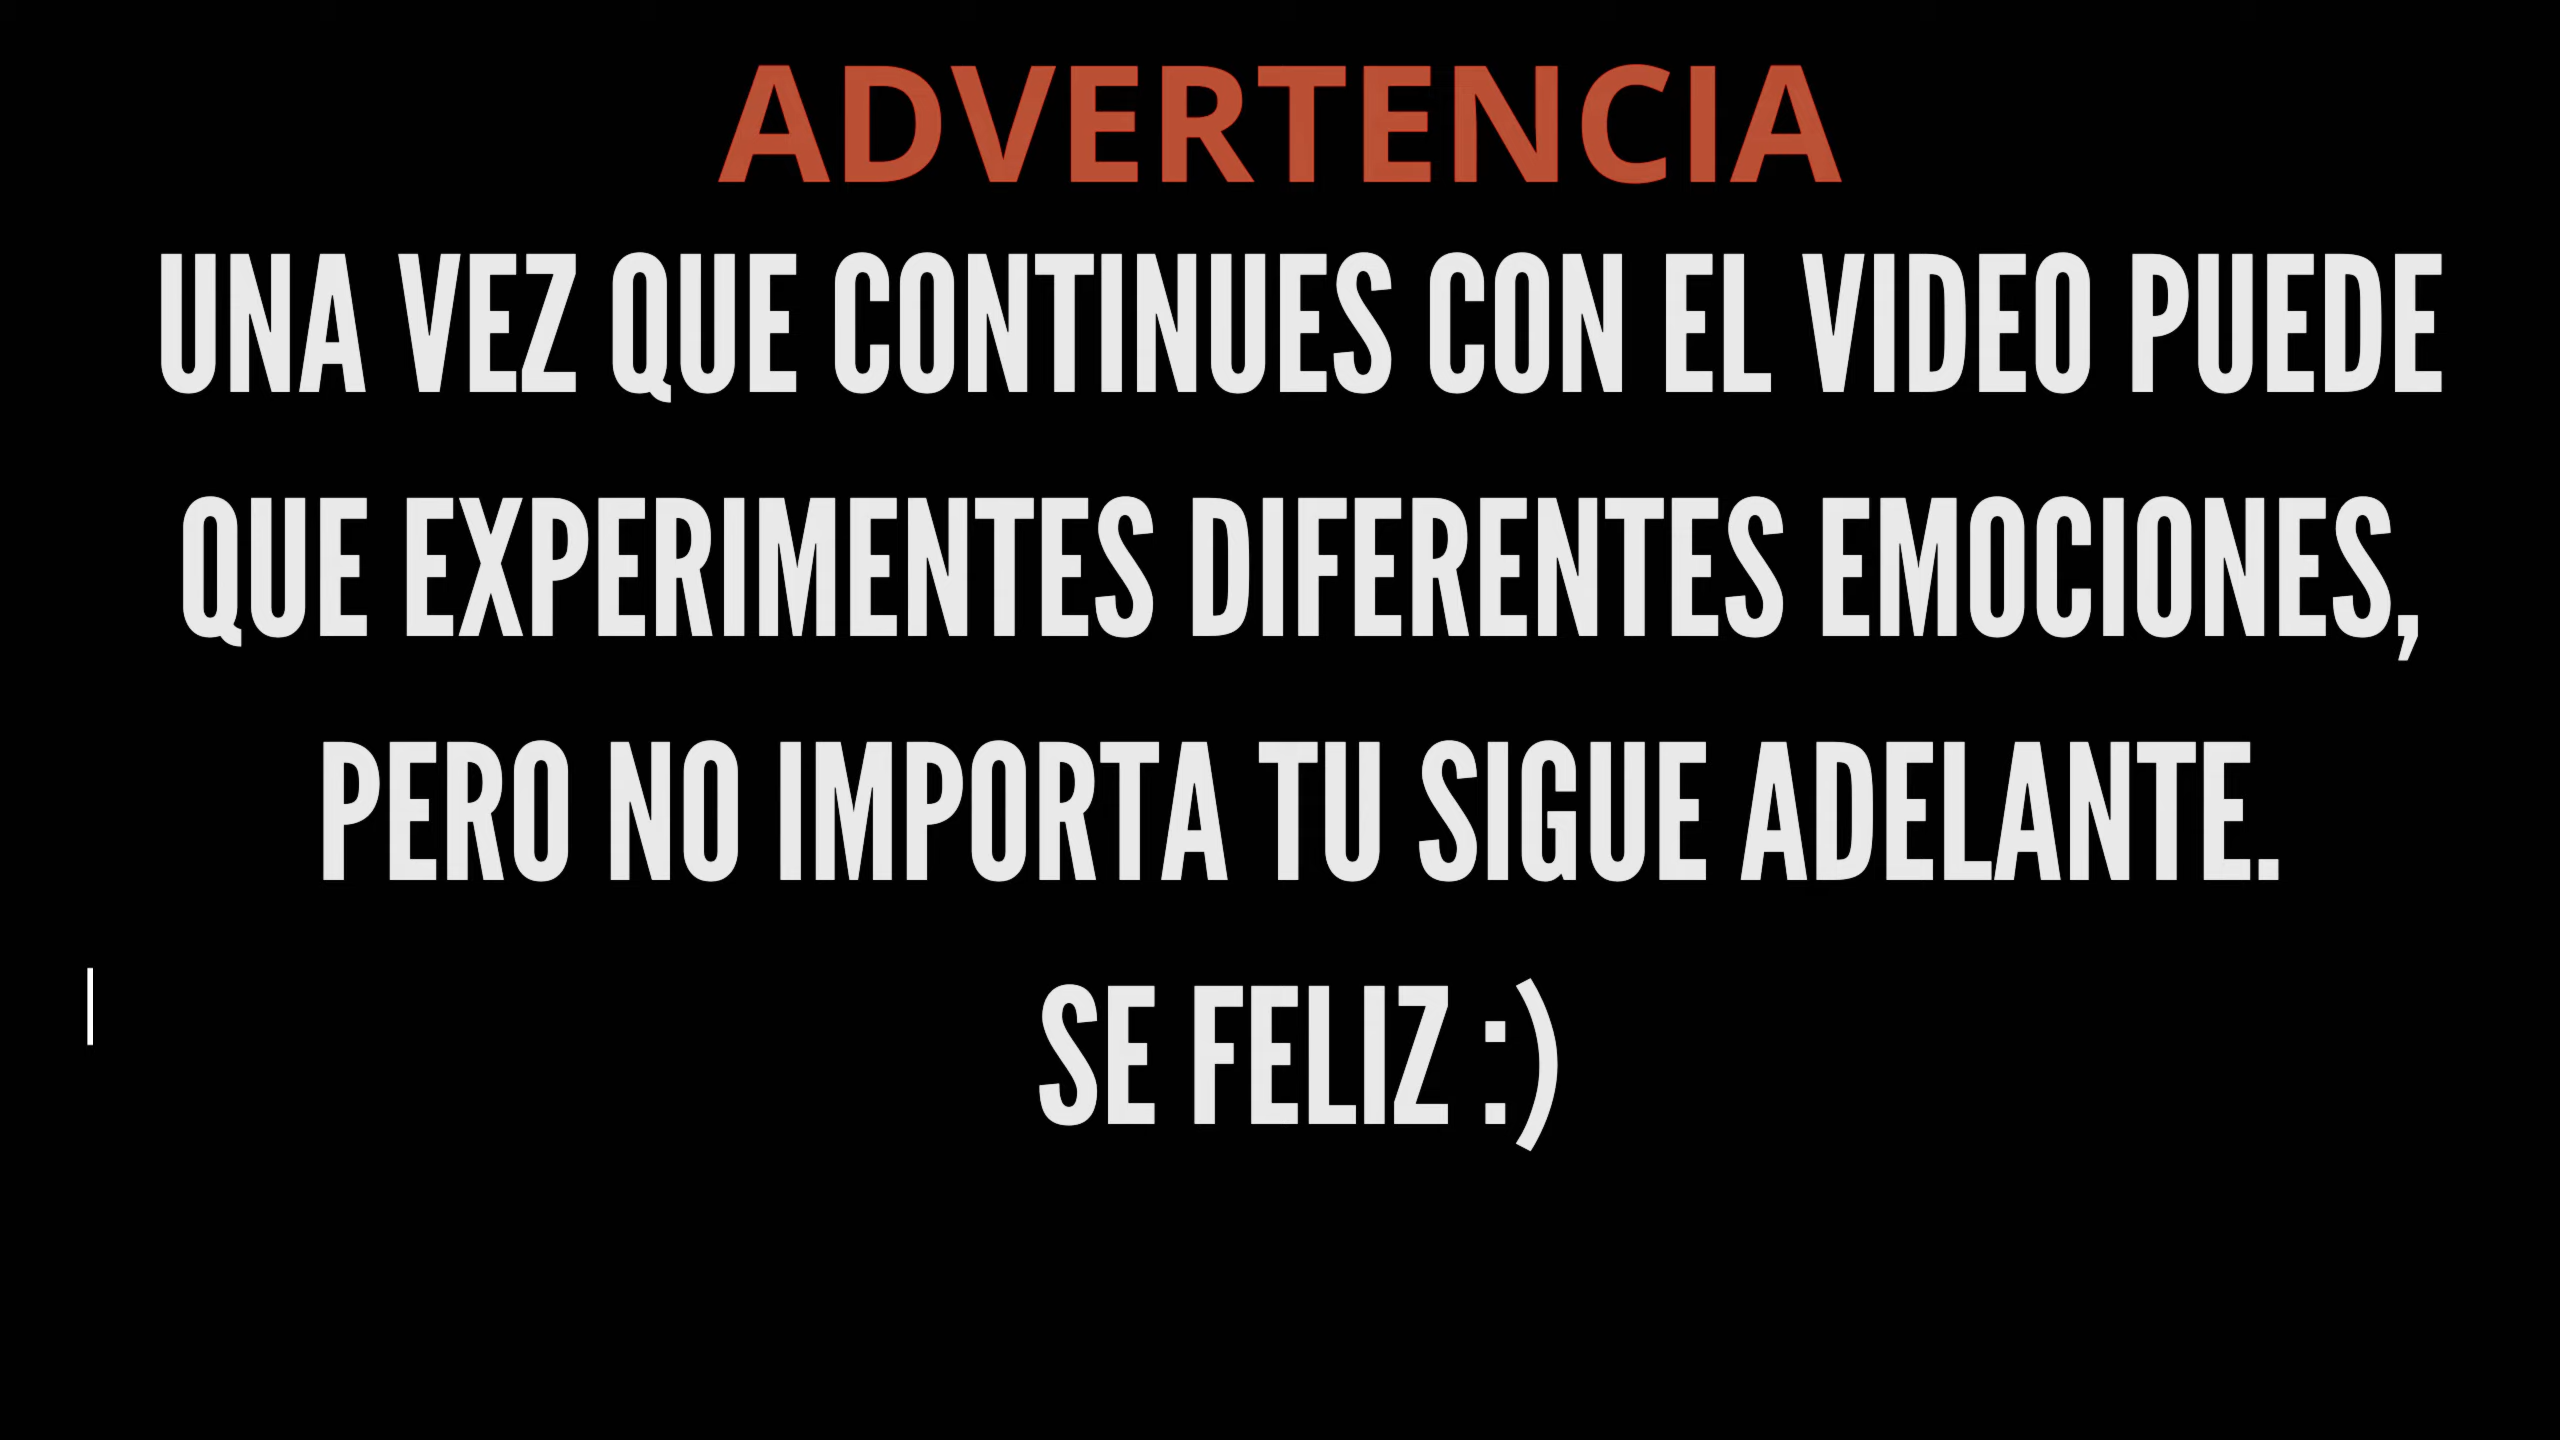 ADVERTENCIA
UNA VEZ QUE CONTINUES CON EL VIDEO PUEDE
QUE EXPERIMENTES DIFERENTES EMOCIONES,
PERO NO IMPORTA TU SIGUE ADELANTE.
SE FELIZ :)